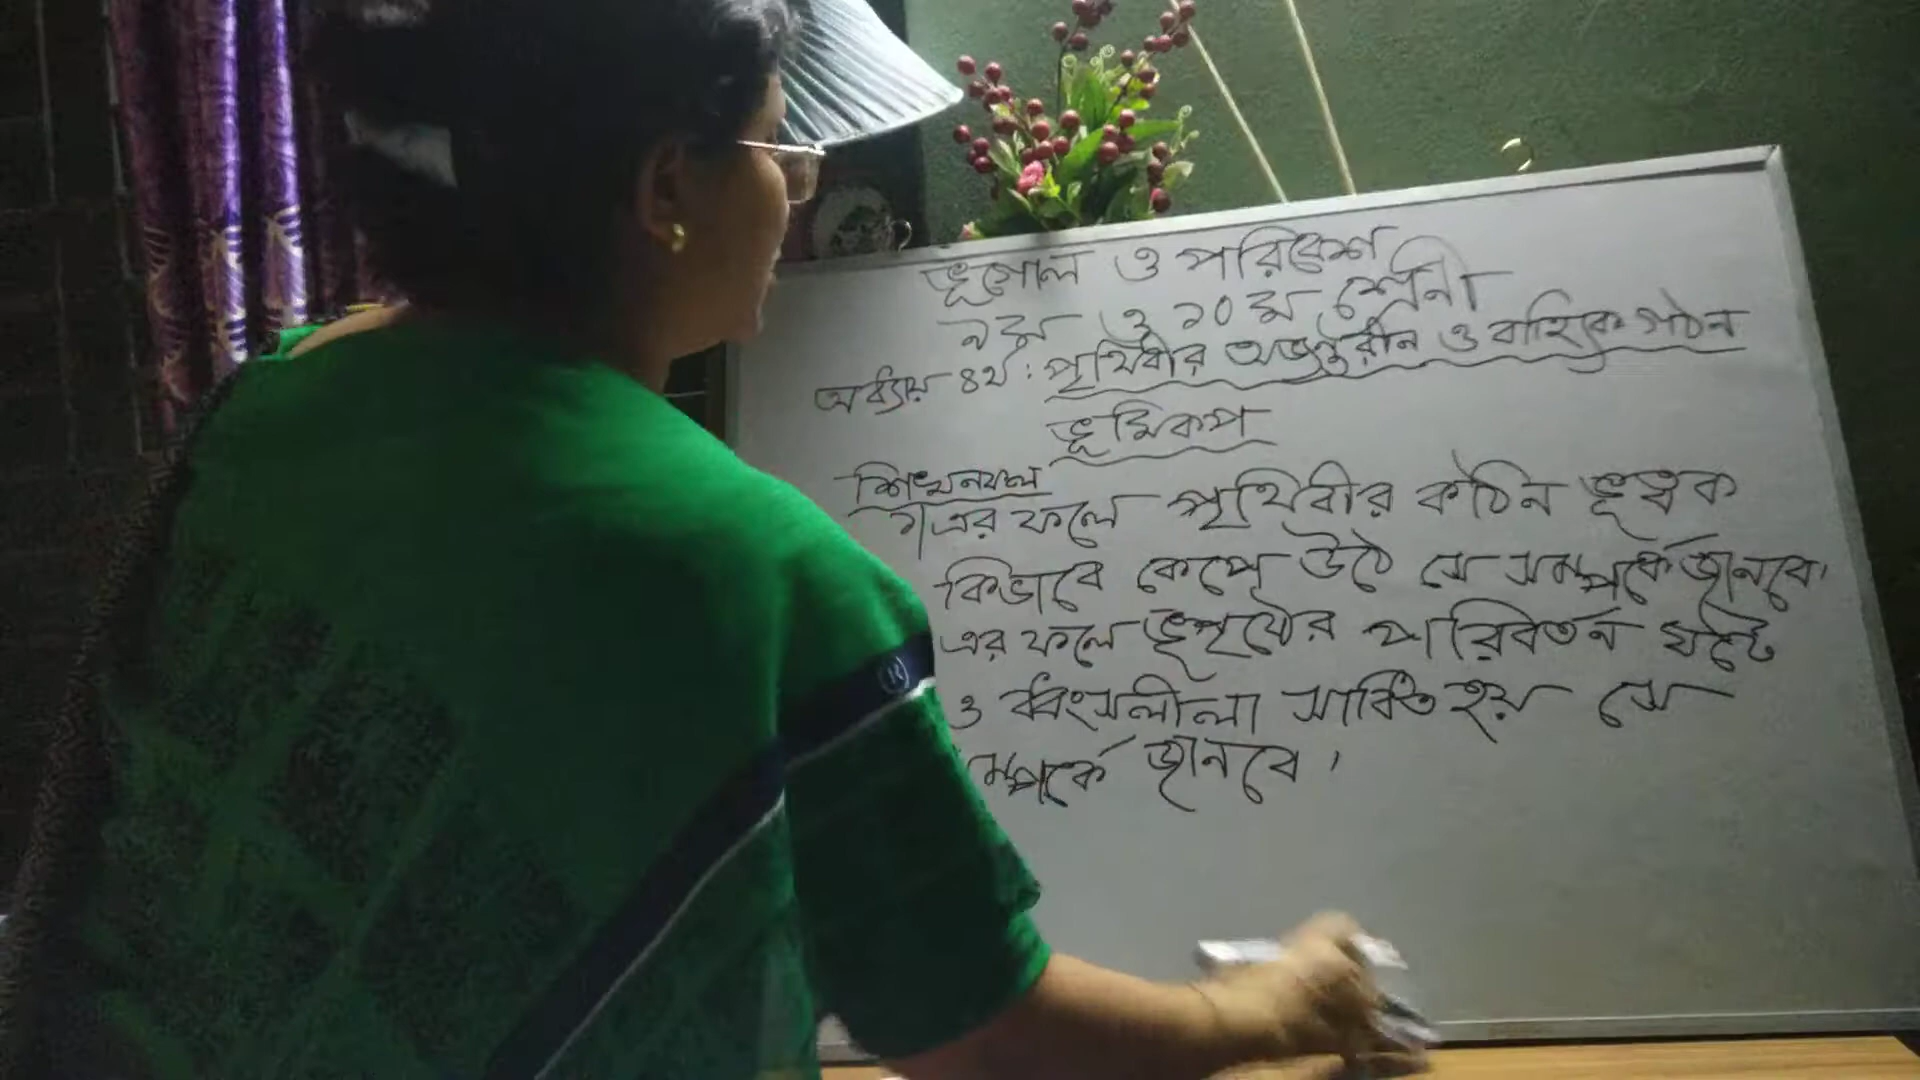 ভূগোল ও পরিবেশ
৯ম ও ১০ম শ্রেনী
অধ্যায় ৪র্থ : পৃথিবীর অভ্যন্তরীন ও বাহিক গঠন
ভূমিকম্প
শিখনফল
১) এর ফলে পৃথিবীর কঠিন ভূত্বক
কিভাবে কেপে উঠে সে সম্পর্কে জানবে।
এর ফলে ভূপৃষ্ঠের পারিবর্তন ঘটে
ও ধ্বংসলীলা সাধিত হয় সে
সম্পর্কে জানবে।